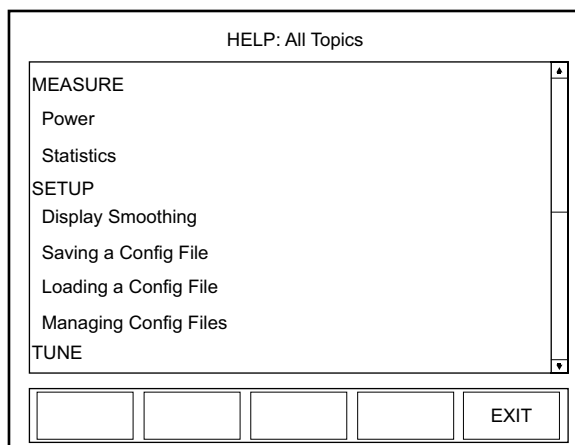 HELP: All Topics
MEASURE
Power
Statistics
SETUP
Display Smoothing
Saving a Config File
Loading a Config File
Managing Config Files
TUNE
EXIT